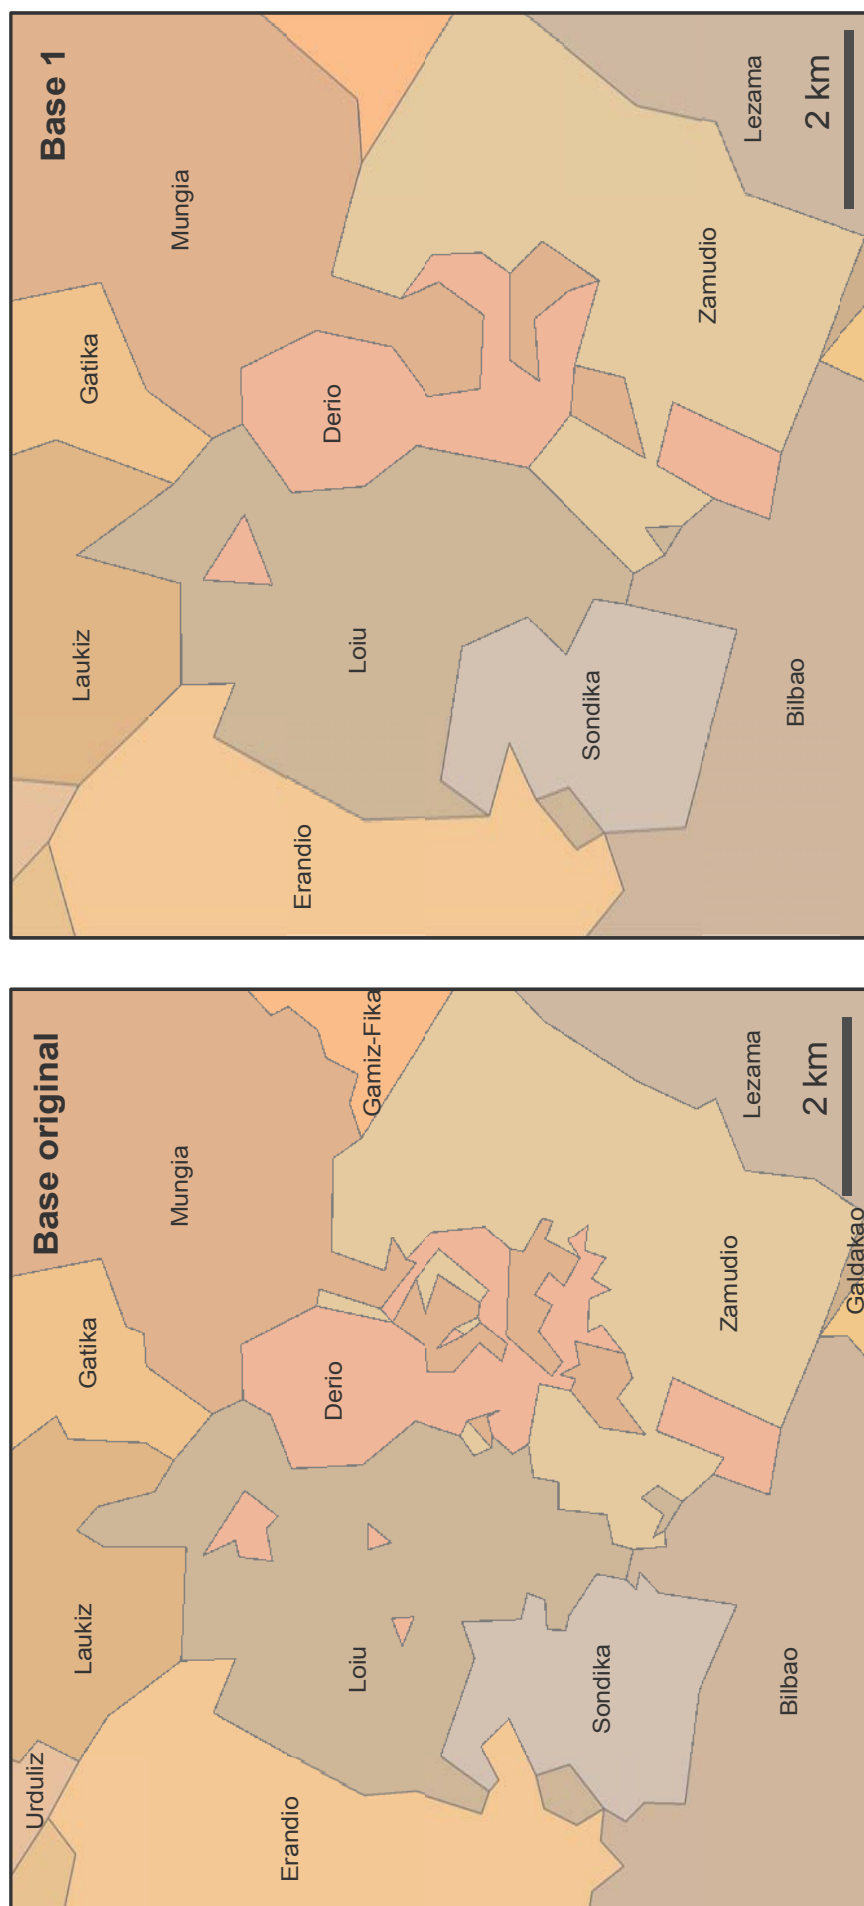 Base original
Urduliz
Laukiz
Gatika
Mungia
Erandio
Loiu
Derio
Gamiz-Fika
Sondika
Zamudio
Bilbao
Lezama
Galdakao
2 km
Base 1
Laukiz
Gatika
Mungia
Erandio
Loiu
Derio
Sondika
Zamudio
Bilbao
Lezama
2 km